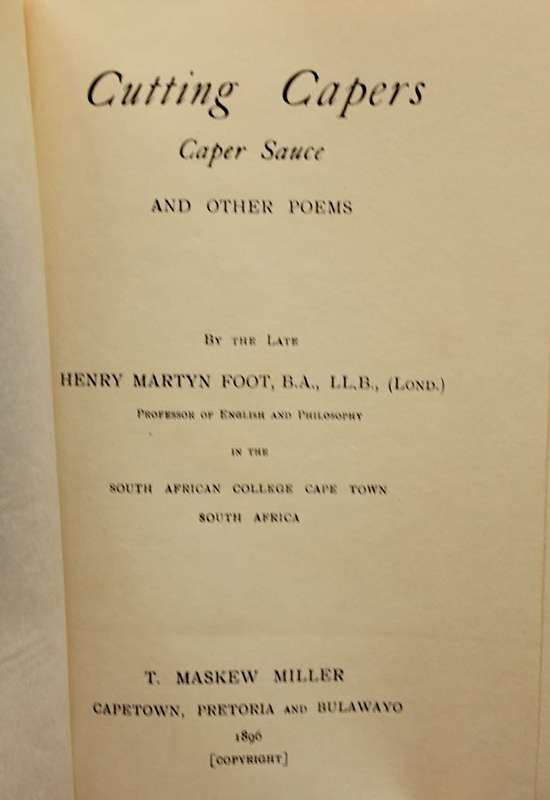 Cutting Capers
Caper Sauce
AND OTHER POEMS
BY THE LATE
HENRY MARTYN FOOT, B.A., LL.B., (LOND.)
PROFESSOR OF ENGLISH AND PHILOSOPHY
IN THE
SOUTH AFRICAN COLLEGE CAPE TOWN
SOUTH AFRICA
T. MASKEW MILLER
CAPETOWN, PRETORIA AND BULAWAYO
1896
[COPYRIGHT]